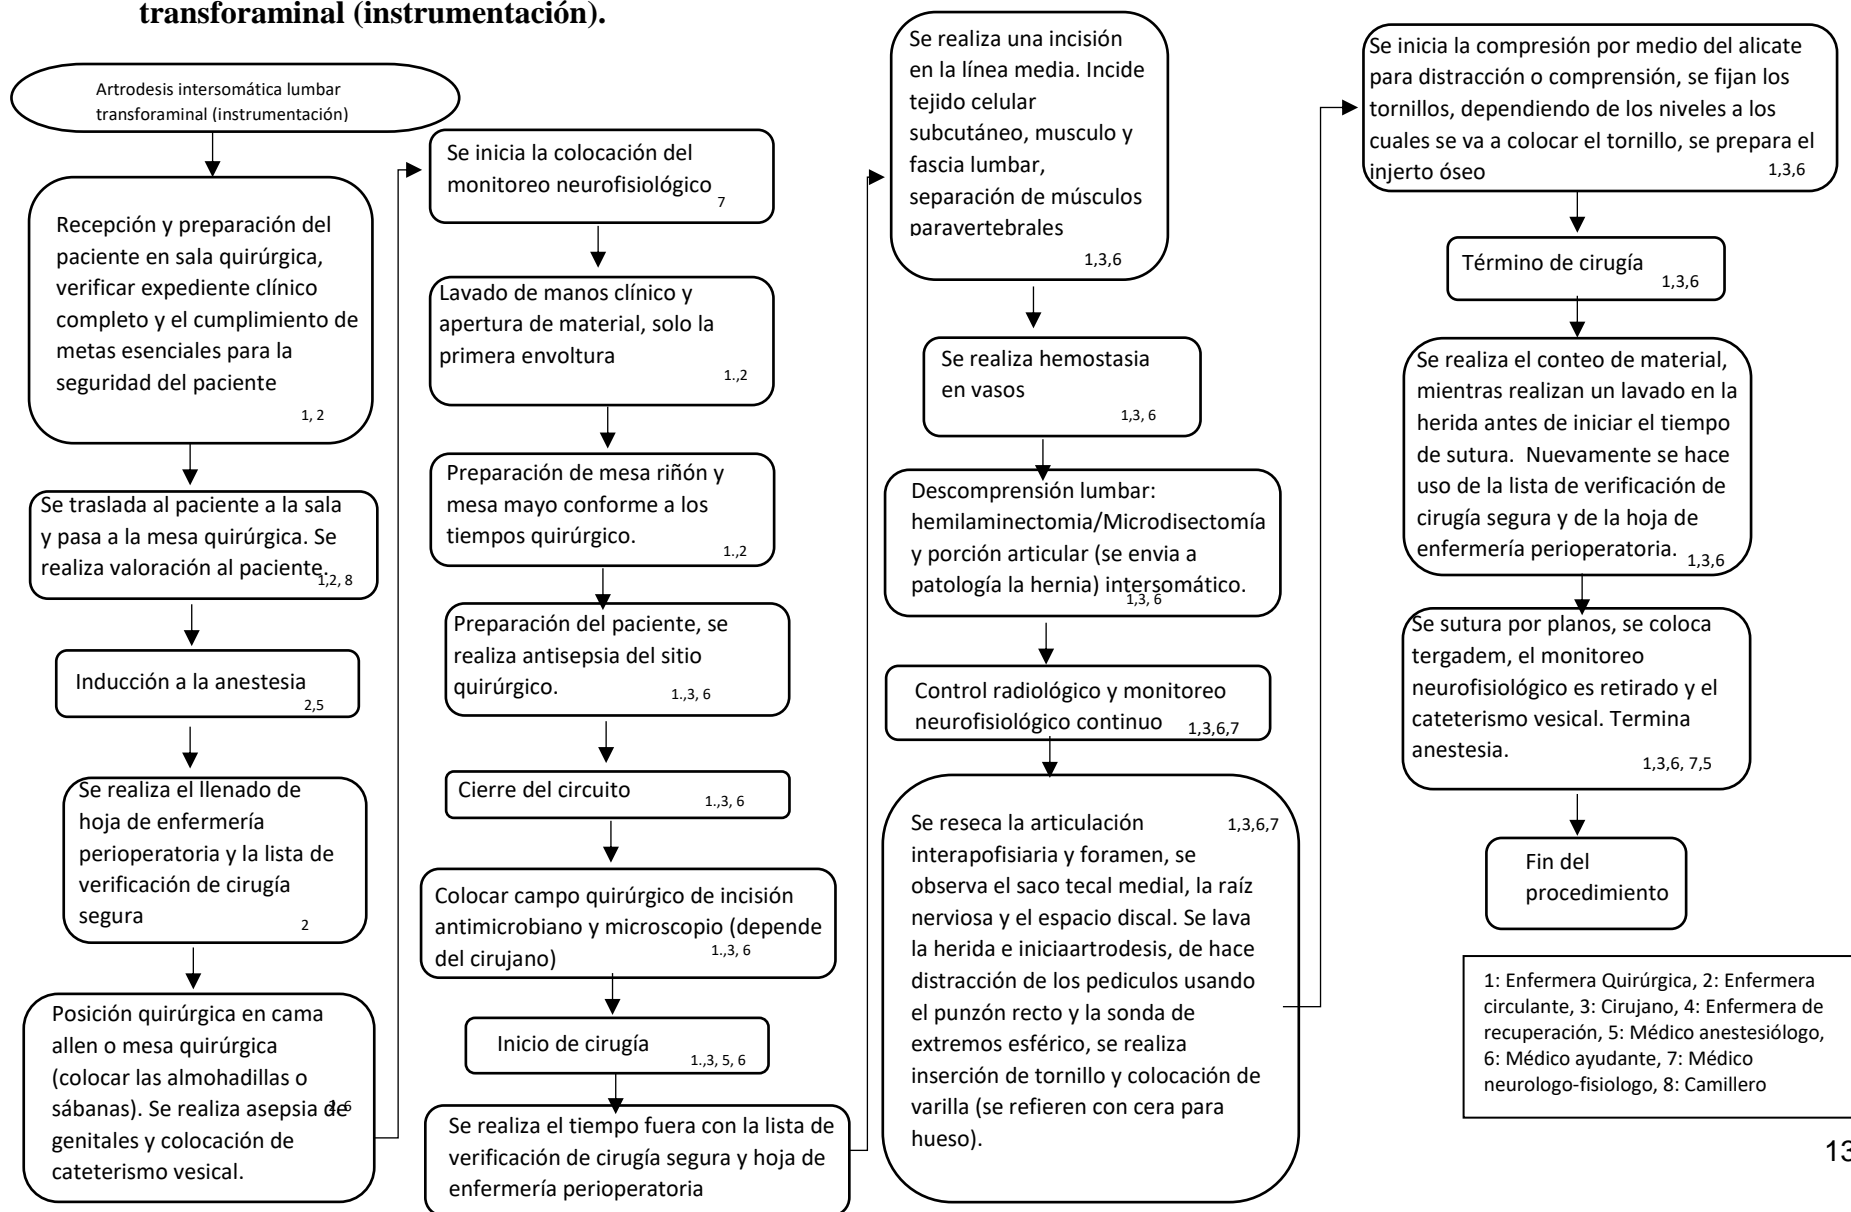 transforaminal (instrumentación).
Artrodesis intersomática lumbar
transforaminal (instrumentación)
Recepción y preparación del
paciente en sala quirúrgica,
verificar expediente clínico
completo y el cumplimiento de
metas esenciales para la
seguridad del paciente
1, 2
Se traslada al paciente a la sala
y pasa a la mesa quirúrgica. Se
realiza valoración al paciente.
1,2, 8
Inducción a la anestesia
2,5
Se realiza el llenado de
hoja de enfermería
perioperatoria y la lista de
verificación de cirugía
segura
2
Posición quirúrgica en cama
allen o mesa quirúrgica
(colocar las almohadillas o
sábanas). Se realiza asepsia de
genitales y colocación de
cateterismo vesical.
Se inicia la colocación del
monitoreo neurofisiológico
7
Lavado de manos clínico y
apertura de material, solo la
primera envoltura
1.,2
Preparación de mesa riñón y
mesa mayo conforme a los
tiempos quirúrgico.
1.,2
Preparación del paciente, se
realiza antisepsia del sitio
quirúrgico.
1.,3, 6
Cierre del circuito
1.,3, 6
Colocar campo quirúrgico de incisión
antimicrobiano y microscopio (depende
del cirujano)
1.,3, 6
Inicio de cirugía
1.,3, 5, 6
Se realiza el tiempo fuera con la lista de
verificación de cirugía segura y hoja de
enfermería perioperatoria
Se realiza una incisión
en la línea media. Incide
tejido celular
subcutáneo, musculo y
fascia lumbar,
separación de músculos
paravertebrales
1,3,6
Se realiza hemostasia
en vasos
1,3, 6
Descomprensión lumbar:
hemilaminectomia/Microdisectomía
y porción articular (se envia a
patología la hernia) intersomático.
1,3, 6
Control radiológico y monitoreo
neurofisiológico continuo
1,3,6,7
Se reseca la articulación
1,3,6,7
interapofisiaria y foramen, se
observa el saco tecal medial, la raíz
nerviosa y el espacio discal. Se lava
la herida e iniciaartrodesis, de hace
distracción de los pediculos usando
el punzón recto y la sonda de
extremos esférico, se realiza
inserción de tornillo y colocación de
varilla (se refieren con cera para
hueso).
Se inicia la compresión por medio del alicate
para distracción o comprensión, se fijan los
tornillos, dependiendo de los niveles a los
cuales se va a colocar el tornillo, se prepara el
injerto óseo
1,3,6
Término de cirugía
1,3,6
Se realiza el conteo de material,
mientras realizan un lavado en la
herida antes de iniciar el tiempo
de sutura. Nuevamente se hace
uso de la lista de verificación de
cirugía segura y de la hoja de
enfermería perioperatoria.
1,3,6
Se sutura por planos, se coloca
tergadem, el monitoreo
neurofisiológico es retirado y el
cateterismo vesical. Termina
anestesia.
1,3,6, 7,5
Fin del
procedimiento
1: Enfermera Quirúrgica, 2: Enfermera
circulante, 3: Cirujano, 4: Enfermera de
recuperación, 5: Médico anestesiólogo,
6: Médico ayudante, 7: Médico
neurologo-fisiologo, 8: Camillero
13